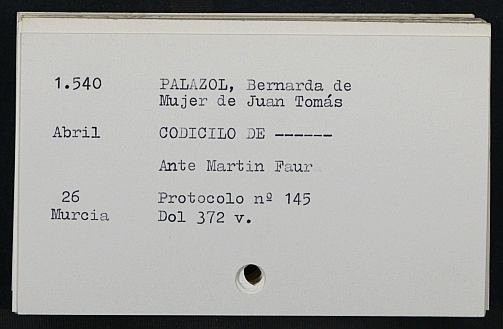 1.540 PALAZOL, Bernarda de
Mujer de Juan Tomás
Abril CODICILO DE ------
Ante Martin Faur
26 Protocolo nº 145
Murcia Dol 372 v.